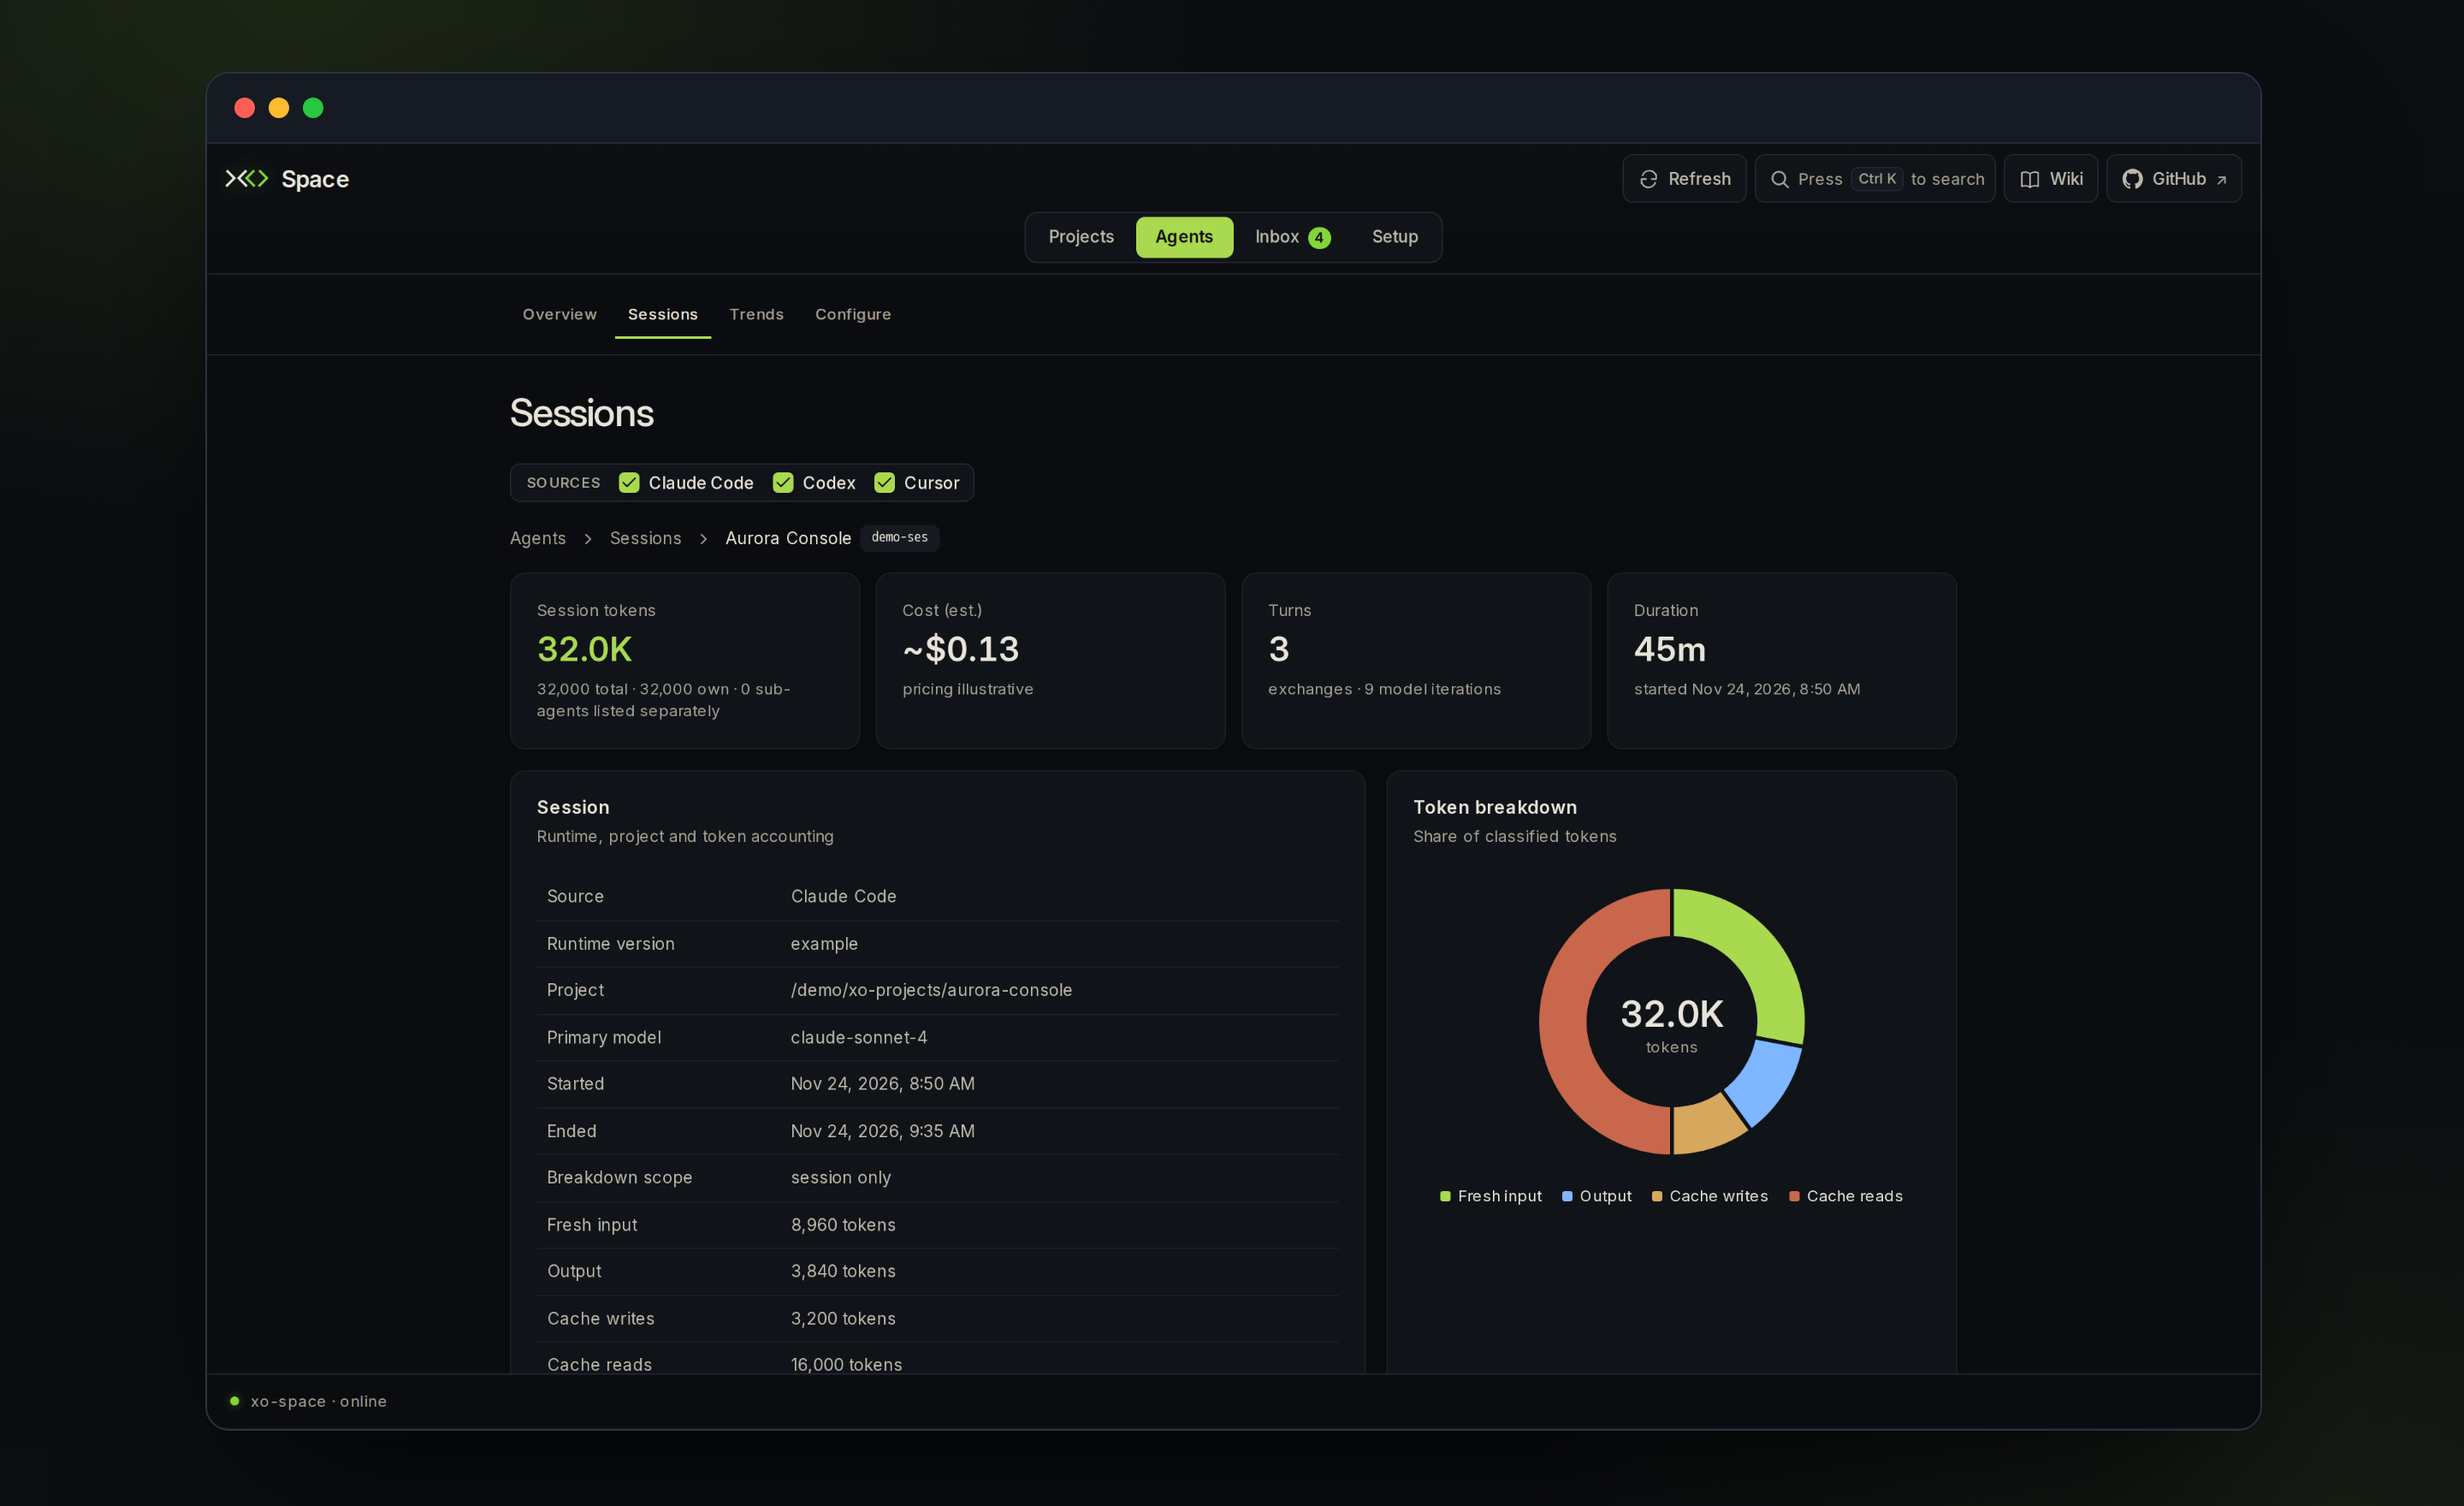 Space
Refresh
Press Ctrl K to search
Wiki
GitHub
Projects
Agents
Inbox 4
Setup
Overview
Sessions
Trends
Configure
Sessions
SOURCES
Claude Code
Codex
Cursor
Agents
Sessions
Aurora Console
demo-ses
Session tokens
32.0K
32,000 total · 32,000 own · 0 sub-
agents listed separately
Cost (est.)
~$0.13
pricing illustrative
Turns
3
exchanges · 9 model iterations
Duration
45m
started Nov 24, 2026, 8:50 AM
Session
Runtime, project and token accounting
Source Claude Code
Runtime version example
Project /demo/xo-projects/aurora-console
Primary model claude-sonnet-4
Started Nov 24, 2026, 8:50 AM
Ended Nov 24, 2026, 9:35 AM
Breakdown scope session only
Fresh input 8,960 tokens
Output 3,840 tokens
Cache writes 3,200 tokens
Cache reads 16,000 tokens
Token breakdown
Share of classified tokens
32.0K
tokens
Fresh input
Output
Cache writes
Cache reads
xo-space · online